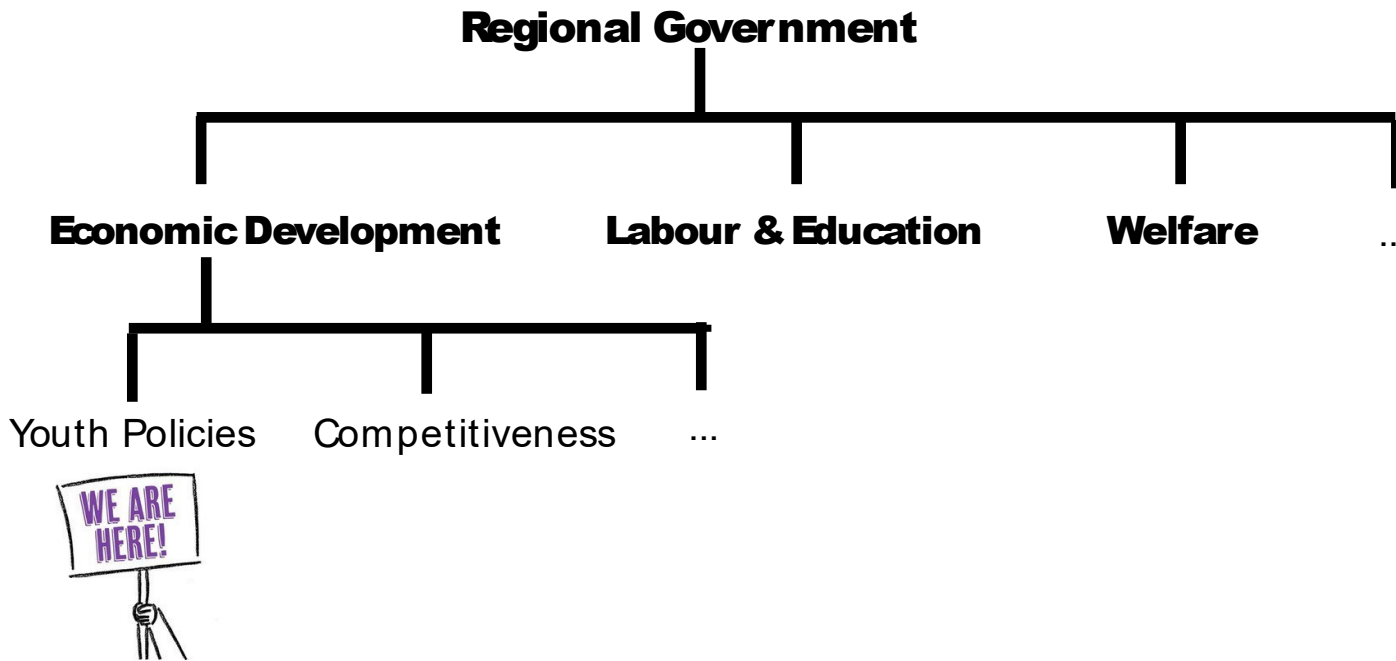 Regional Government
Economic Development Labour & Education Welfare ...
Youth Policies Competitiveness ...
WE ARE
HERE!